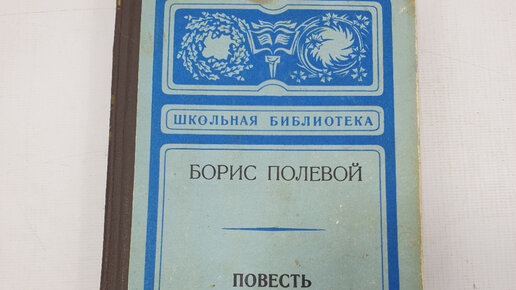 ШКОЛЬНАЯ БИБЛИОТЕКА
БОРИС ПОЛЕВОЙ
ПОВЕСТЬ